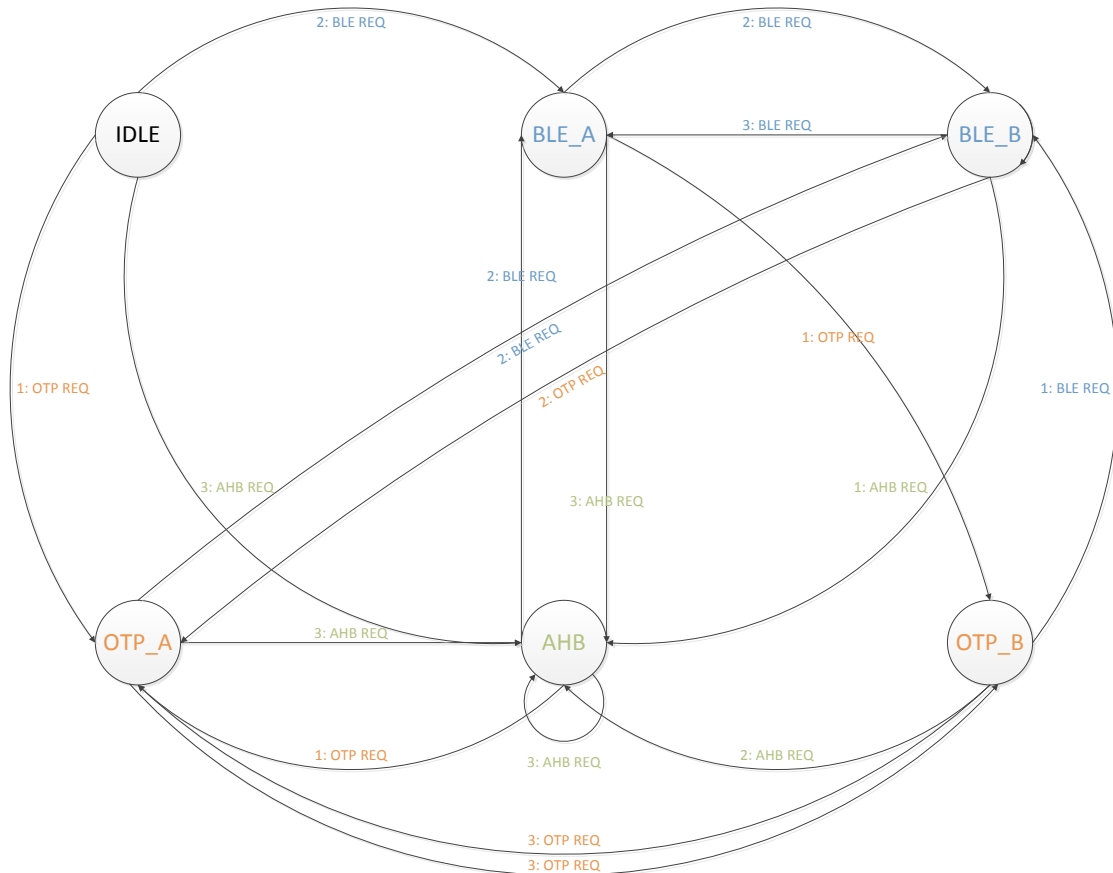 2: BLE REQ
2: BLE REQ
IDLE
BLE_A
3: BLE REQ
BLE_B
2: BLE REQ
2: BLE REQ
1: OTP REQ
2: OTP REQ
1: OTP REQ
1: BLE REQ
3: AHB REQ
3: AHB REQ
1: AHB REQ
OTP_A
3: AHB REQ
AHB
OTP_B
1: OTP REQ
3: AHB REQ
2: AHB REQ
3: OTP REQ
3: OTP REQ